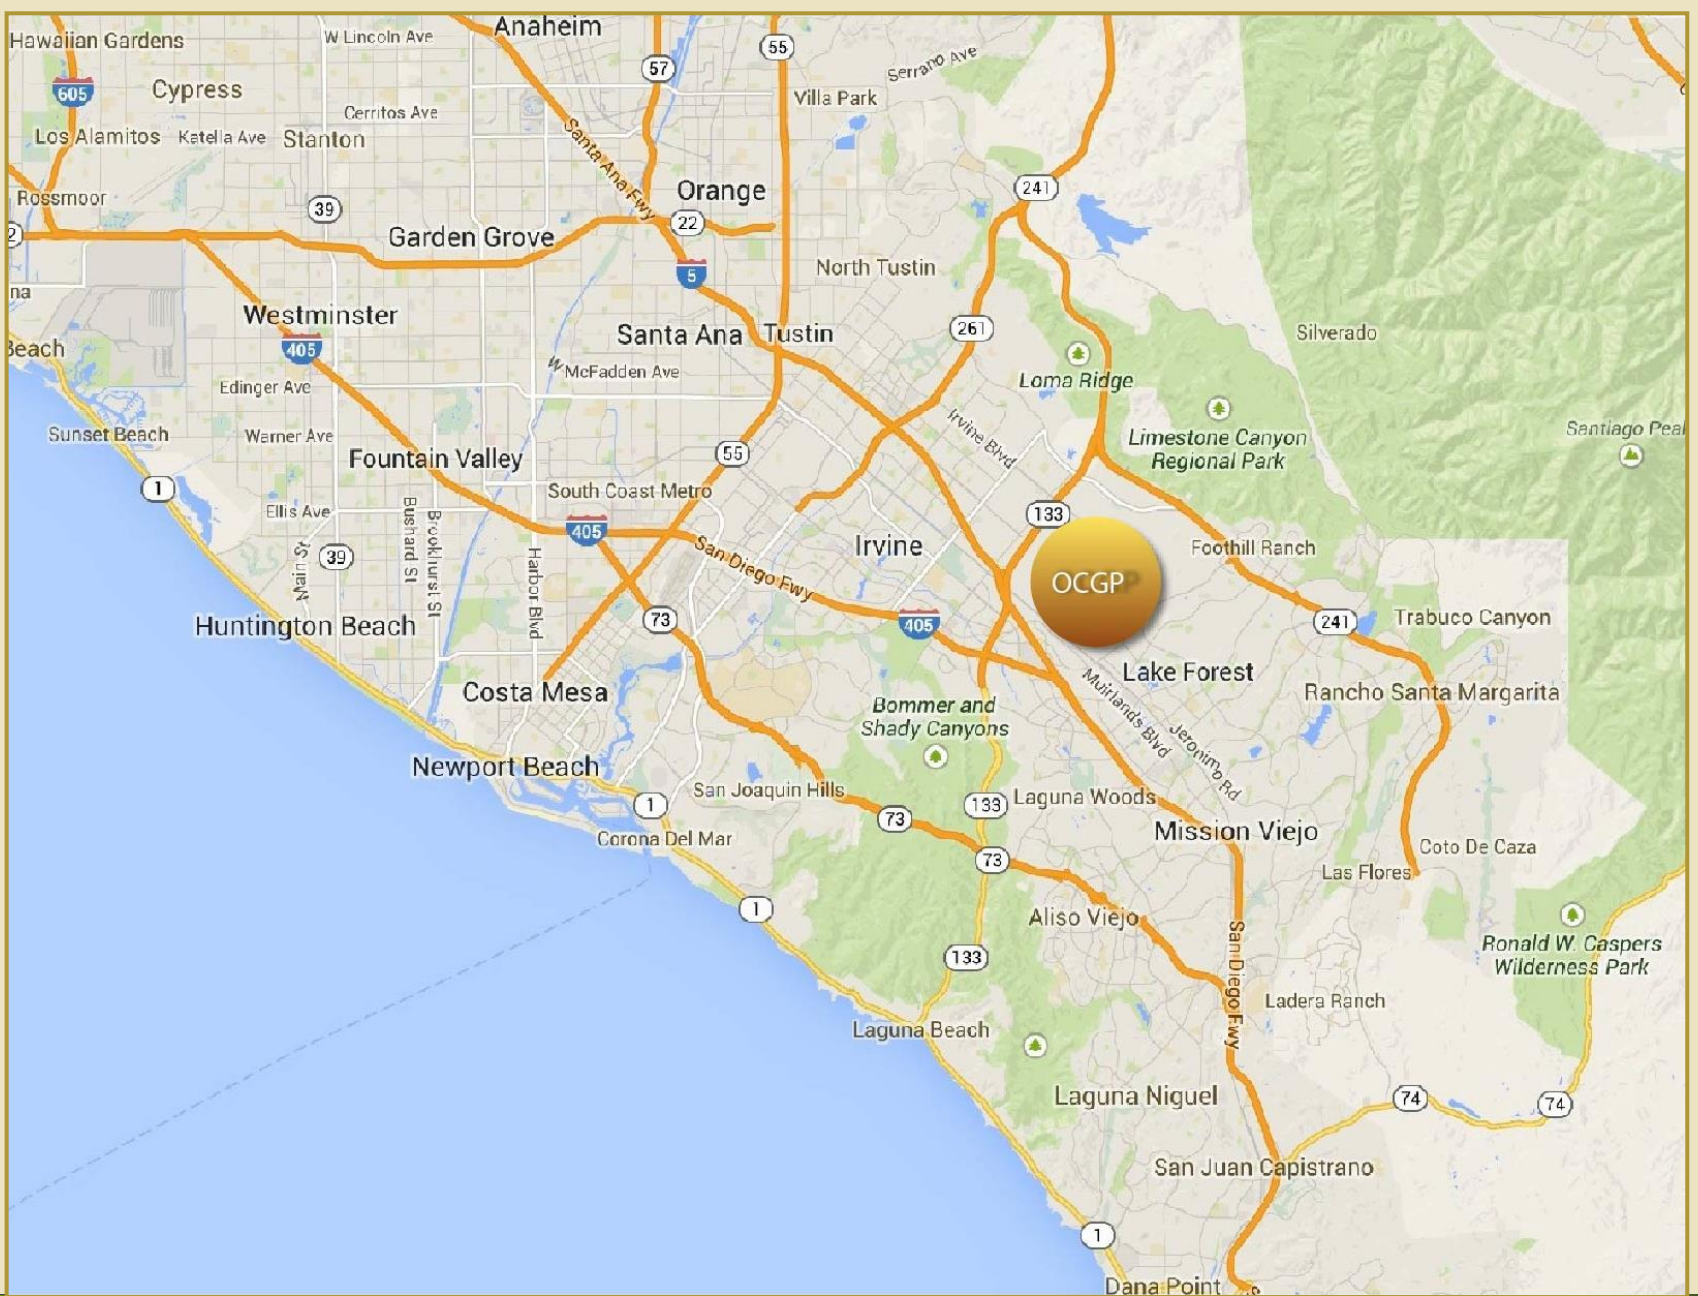 Anaheim
Hawaiian Gardens
W Lincoln Ave
55
57
Serrano Ave
605
Cypress
Villa Park
Cerritos Ave
Los Alamitos
Katella Ave
Stanton
Santa Ana Fwy
Orange
241
Rossmoor
39
22
2
Garden Grove
5
North Tustin
na
Westminster
261
Silverado
Santa Ana
Tustin
405
Beach
W McFadden Ave
Loma Ridge
Edinger Ave
Irvine Blvd
Sunset Beach
Warner Ave
Limestone Canyon
Regional Park
Santiago Pea
Fountain Valley
55
1
South Coast Metro
Ellis Ave
133
Bushard St
Brookhurst St
405
Main St
39
Harbor Blvd
San Diego Fwy
Irvine
Foothill Ranch
OCGP
Huntington Beach
73
405
241
Trabuco Canyon
Lake Forest
Costa Mesa
Muirlands Blvd
Rancho Santa Margarita
Bommer and
Shady Canyons
Jeronimo Rd
Newport Beach
San Joaquin Hills
1
133
Laguna Woods
73
Mission Viejo
Corona Del Mar
73
Coto De Caza
Las Flores
1
Aliso Viejo
San Diego Fwy
Ronald W. Caspers
Wilderness Park
133
Ladera Ranch
Laguna Beach
Laguna Niguel
74
74
San Juan Capistrano
1
Dana Point